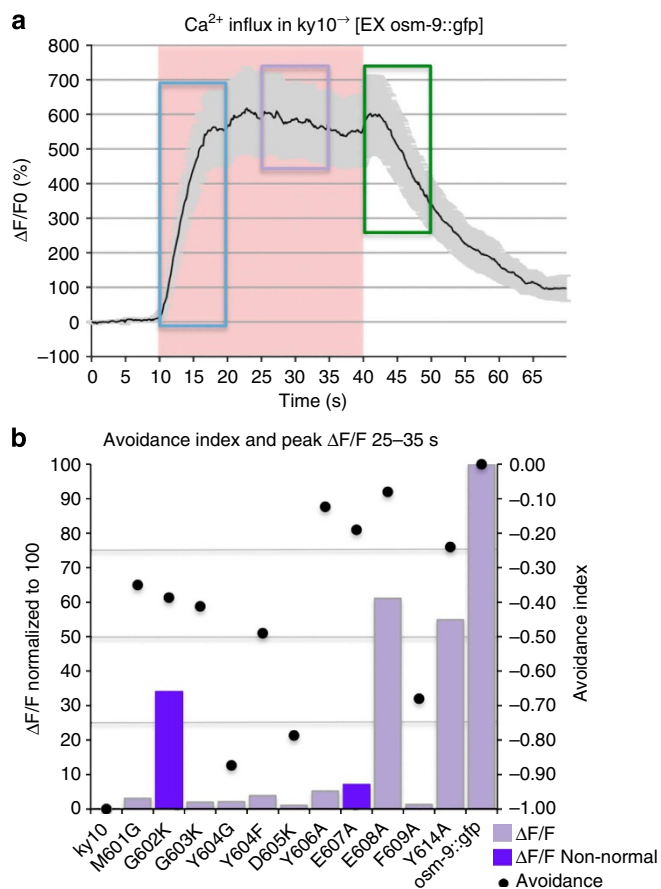 a
Ca²⁺ influx in ky10→ [EX osm-9::gfp]
800
700
600
500
400
300
200
100
0
−100
ΔF/F0 (%)
0 5 10 15 20 25 30 35 40 45 50 55 60 65
Time (s)
b
Avoidance index and peak ΔF/F 25–35 s
100
90
80
70
60
50
40
30
20
10
0
ΔF/F normalized to 100
0.00
−0.10
−0.20
−0.30
−0.40
−0.50
−0.60
−0.70
−0.80
−0.90
−1.00
Avoidance index
ky10
M601G
G602K
G603K
Y604G
Y604F
D605K
Y606A
E607A
E608A
F609A
Y614A
osm-9::gfp
ΔF/F
ΔF/F Non-normal
Avoidance